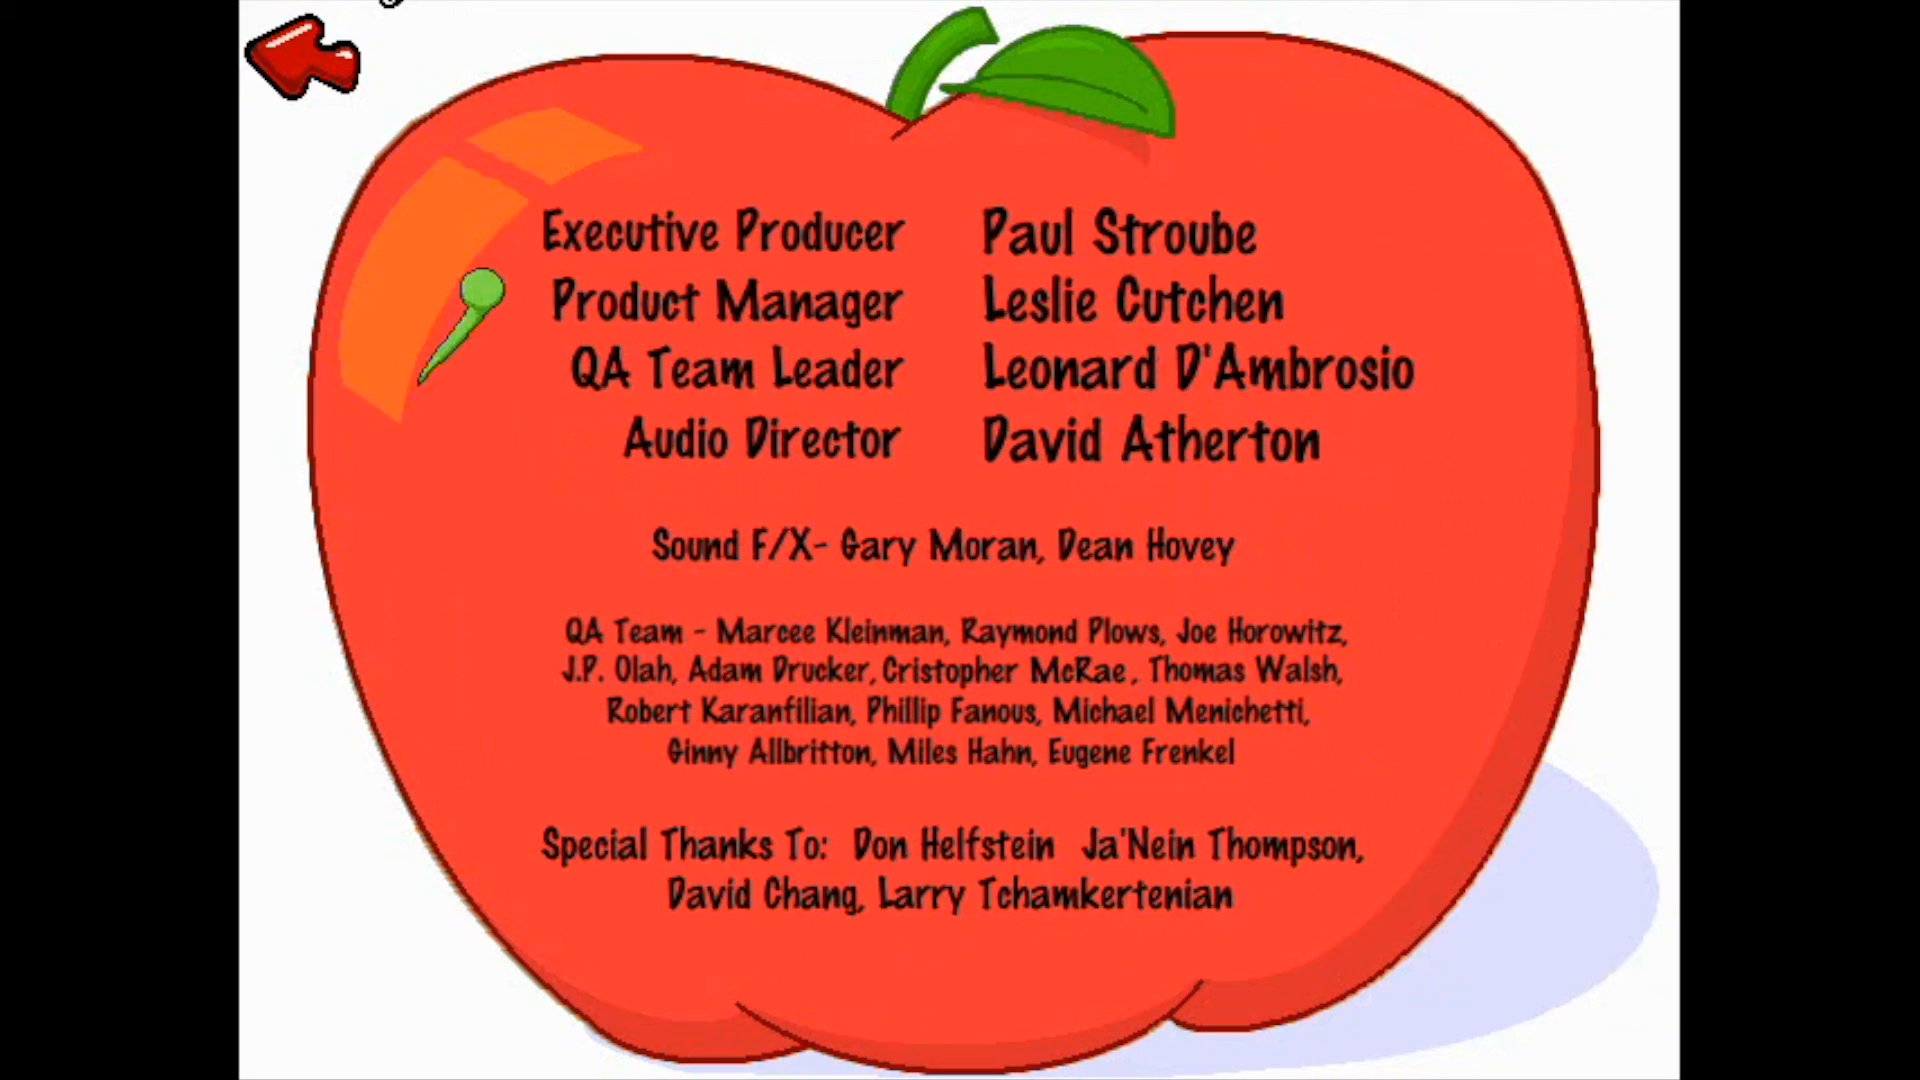 Executive Producer Paul Stroube
Product Manager Leslie Cutchen
QA Team Leader Leonard D'Ambrosio
Audio Director David Atherton
Sound F/X- Gary Moran, Dean Hovey
QA Team - Marcee Kleinman, Raymond Plows, Joe Horowitz,
J.P. Olah, Adam Drucker, Cristopher McRae, Thomas Walsh,
Robert Karanfilian, Phillip Fanous, Michael Menichetti,
Ginny Allbritton, Miles Hahn, Eugene Frenkel
Special Thanks To: Don Helfstein Ja'Nein Thompson,
David Chang, Larry Tchamkertenian